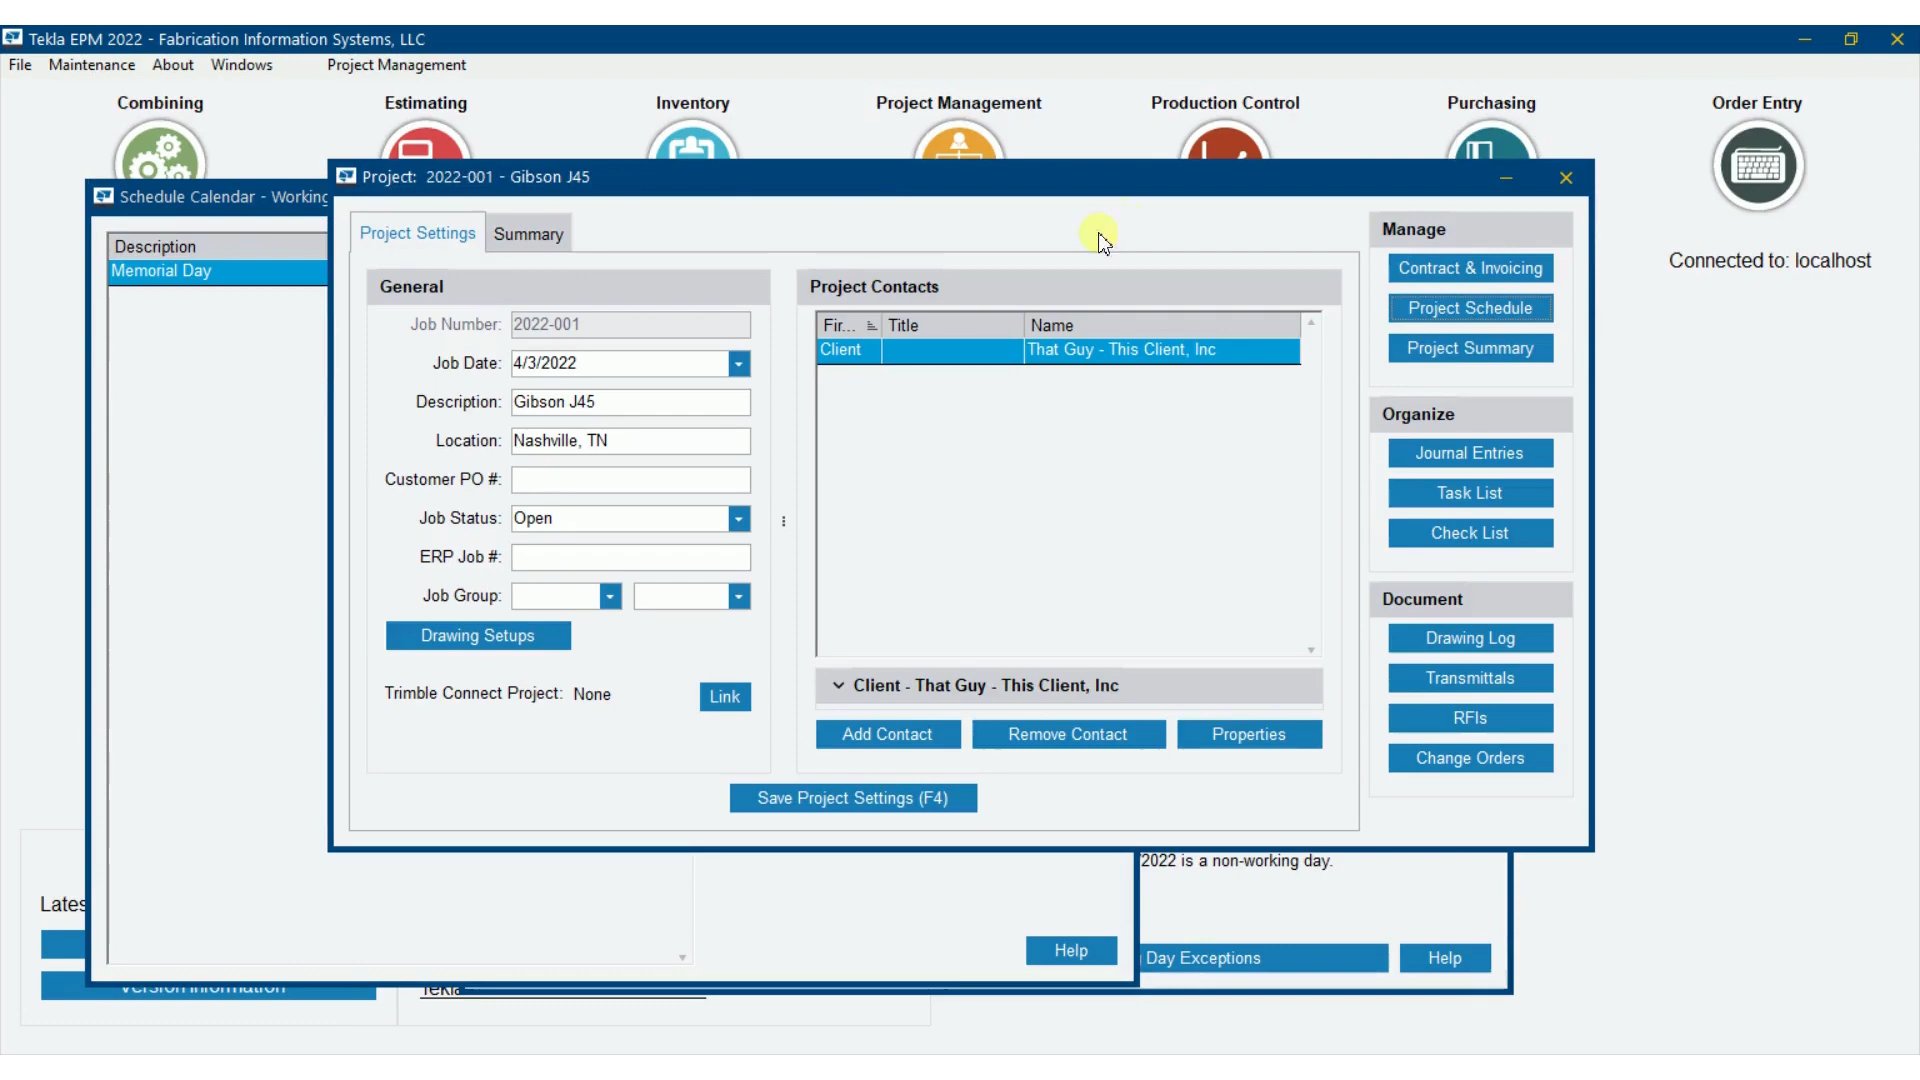 Tekla EPM 2022 - Fabrication Information Systems, LLC
File Maintenance About Windows Project Management
Combining Estimating Inventory Project Management Production Control Purchasing Order Entry
Connected to: localhost
Schedule Calendar - Working
Description
Memorial Day
Project: 2022-001 - Gibson J45
Project Settings Summary
General
Job Number: 2022-001
Job Date: 4/3/2022
Description: Gibson J45
Location: Nashville, TN
Customer PO #:
Job Status: Open
ERP Job #:
Job Group:
Drawing Setups
Trimble Connect Project: None Link
Project Contacts
Fir... Title Name
Client That Guy - This Client, Inc
Client - That Guy - This Client, Inc
Add Contact Remove Contact Properties
Save Project Settings (F4)
Manage
Contract & Invoicing
Project Schedule
Project Summary
Organize
Journal Entries
Task List
Check List
Document
Drawing Log
Transmittals
RFIs
Change Orders
2022 is a non-working day.
Lates
Help
Day Exceptions Help
Version Information
Tekla